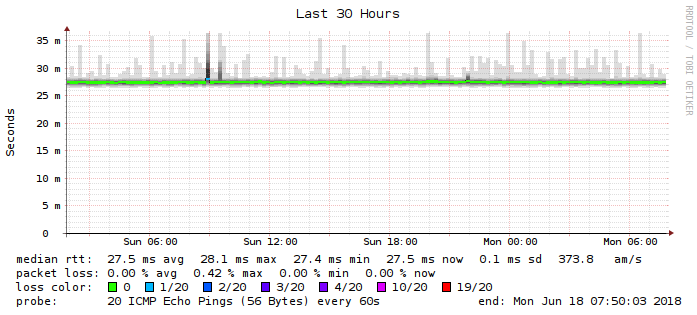 Last 30 Hours
RRDTOOL / TOBI OETIKER
Seconds
35 m
30 m
25 m
20 m
15 m
10 m
5 m
0
Sun 06:00 Sun 12:00 Sun 18:00 Mon 00:00 Mon 06:00
median rtt: 27.5 ms avg 28.1 ms max 27.4 ms min 27.5 ms now 0.1 ms sd 373.8 am/s
packet loss: 0.00 % avg 0.42 % max 0.00 % min 0.00 % now
loss color: 0 1/20 2/20 3/20 4/20 10/20 19/20
probe: 20 ICMP Echo Pings (56 Bytes) every 60s end: Mon Jun 18 07:50:03 2018